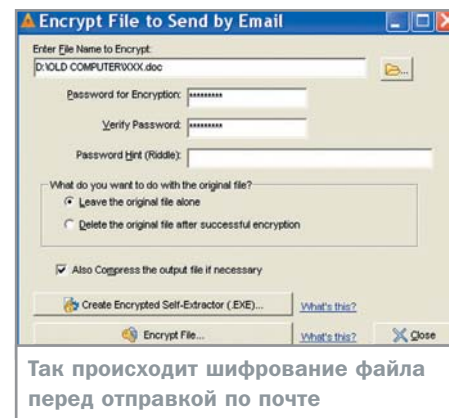 Encrypt File to Send by Email
Enter File Name to Encrypt:
D:\OLD COMPUTER\XXX.doc
Password for Encryption: *********
Verify Password: *********
Password Hint (Riddle):
What do you want to do with the original file?
Leave the original file alone
Delete the original file after successful encryption
Also Compress the output file if necessary
Create Encrypted Self-Extractor (.EXE)... What's this?
Encrypt File... What's this? Close
Так происходит шифрование файла
перед отправкой по почте